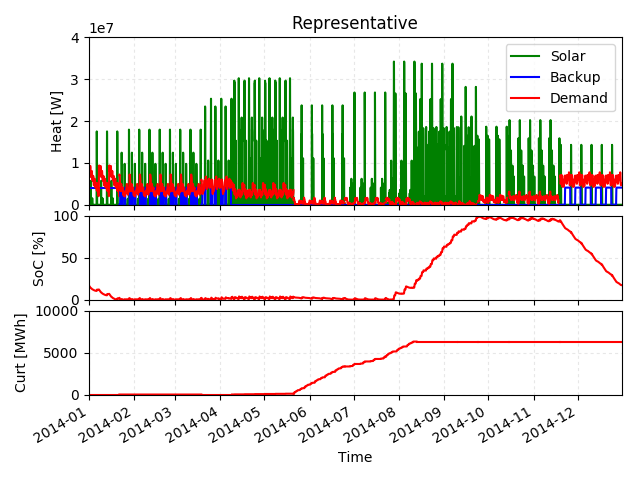 Representative
1e7
4
3
2
1
0
Heat [W]
Solar
Backup
Demand
100
50
0
SoC [%]
10000
5000
0
Curt [MWh]
2014-01
2014-02
2014-03
2014-04
2014-05
2014-06
2014-07
2014-08
2014-09
2014-10
2014-11
2014-12
Time